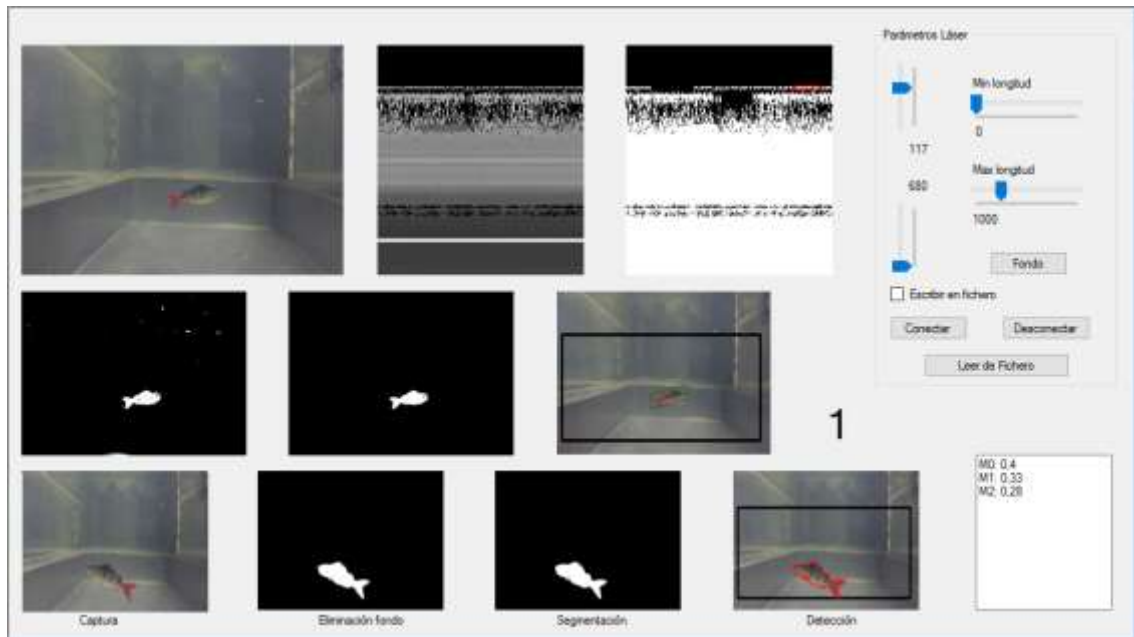 Parámetros Láser
Min longitud
0
117
Max longitud
680
1000
Fondo
Escribir en fichero
Conectar
Desconectar
Leer de Fichero
1
M0: 0,4
M1: 0,33
M2: 0,28
Captura
Eliminación fondo
Segmentación
Detección